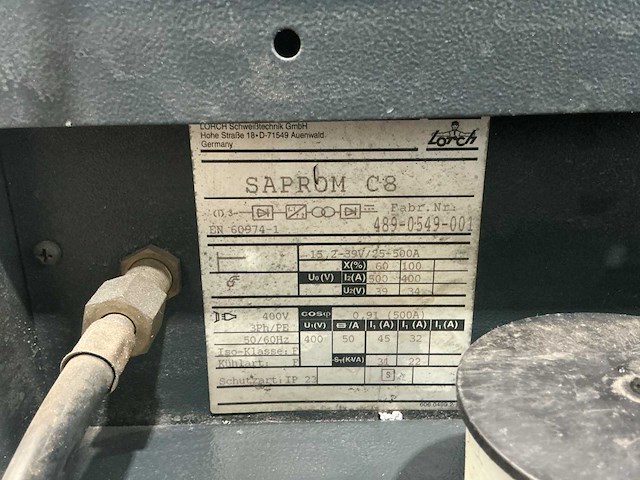 LORCH Schweißtechnik GmbH
Hohe Straße 18 • D-71549 Auenwald
Germany
Lorch
SAPROM C8
Fabr.Nr.:
489-0549-001
EN 60974-1
15,2-39V/25-500A
X(%) 60 100
U₀(V) I₂(A) 500 400
U₂(V) 39 34
400V cosφ 0,91 (500A)
3Ph/PE U₁(V) /A I₁(A) I₁(A) I₁(A)
50/60Hz 400 50 45 32
Iso-Klasse: F
Kühlart: F S₁(KVA) 34 22
Schutzart: IP 23 S